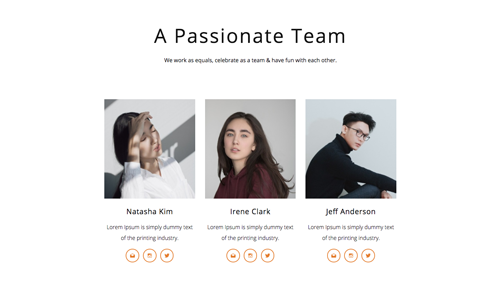 A Passionate Team
We work as equals, celebrate as a team & have fun with each other.
Natasha Kim
Irene Clark
Jeff Anderson
Lorem Ipsum is simply dummy text
of the printing industry.
Lorem Ipsum is simply dummy text
of the printing industry.
Lorem Ipsum is simply dummy text
of the printing industry.